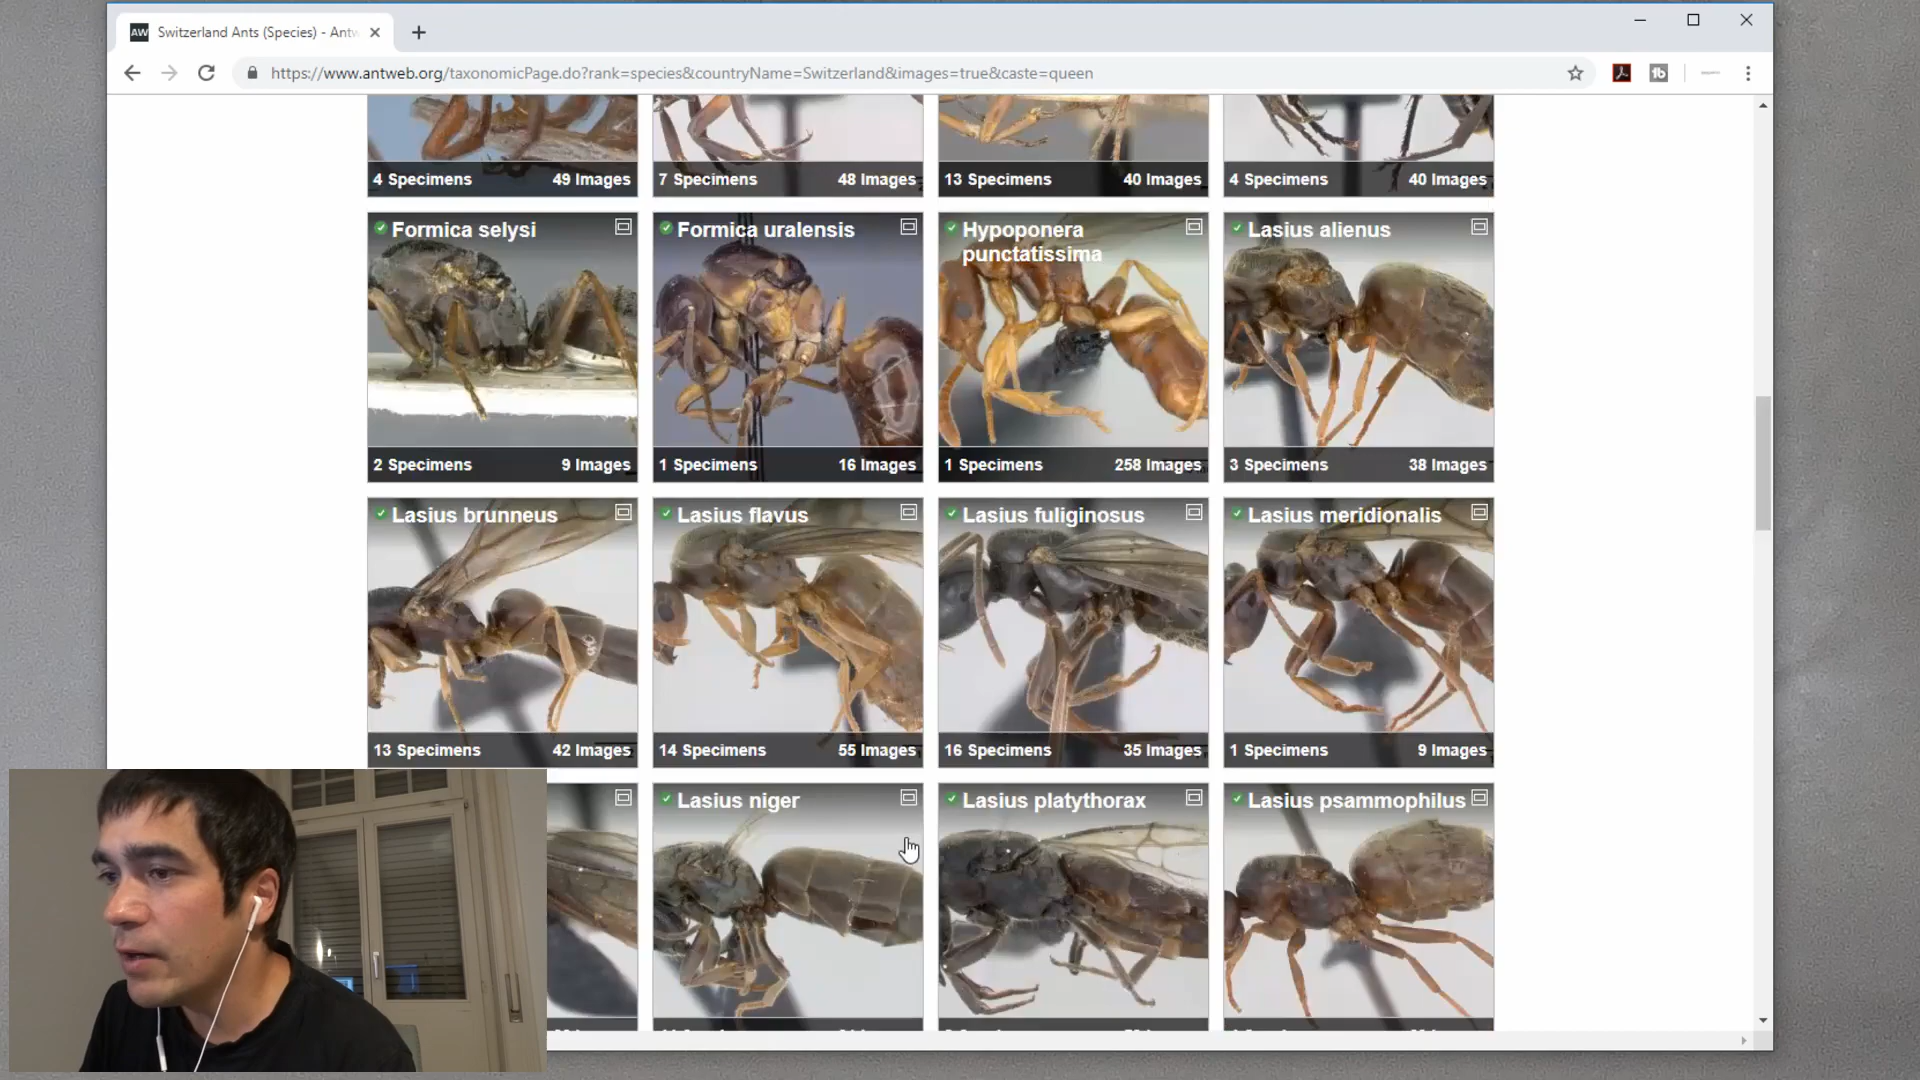 AW Switzerland Ants (Species) - Antw
https://www.antweb.org/taxonomicPage.do?rank=species&countryName=Switzerland&images=true&caste=queen
4 Specimens 49 Images
7 Specimens 48 Images
13 Specimens 40 Images
4 Specimens 40 Images
Formica selysi
Formica uralensis
Hypoponera
punctatissima
Lasius alienus
2 Specimens 9 Images
1 Specimens 16 Images
1 Specimens 258 Images
3 Specimens 38 Images
Lasius brunneus
Lasius flavus
Lasius fuliginosus
Lasius meridionalis
13 Specimens 42 Images
14 Specimens 55 Images
16 Specimens 35 Images
1 Specimens 9 Images
Lasius niger
Lasius platythorax
Lasius psammophilus